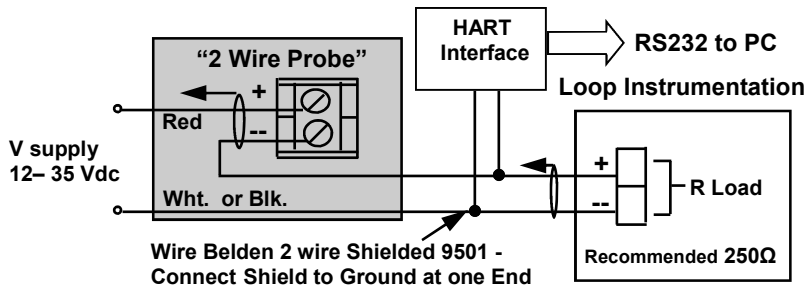 HART
Interface
RS232 to PC
“2 Wire Probe”
Loop Instrumentation
+
Red
--
V supply
12– 35 Vdc
+
R Load
--
Wht. or Blk.
Recommended 250Ω
Wire Belden 2 wire Shielded 9501 -
Connect Shield to Ground at one End